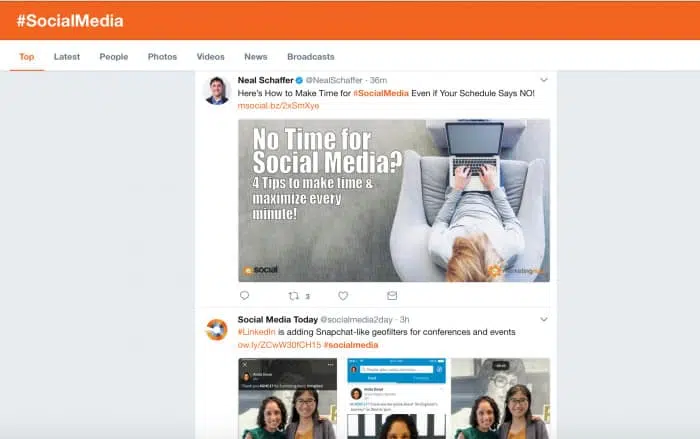 #SocialMedia
Top Latest People Photos Videos News Broadcasts
Neal Schaffer @NealSchaffer · 36m
Here's How to Make Time for #SocialMedia Even if Your Schedule Says NO!
msocial.bz/2xSmXye
No Time for
Social Media?
4 Tips to make time &
maximize every
minute!
social
3
Social Media Today @socialmedia2day · 3h
#LinkedIn is adding Snapchat-like geofilters for conferences and events
ow.ly/ZCwW30fCH15 #socialmedia